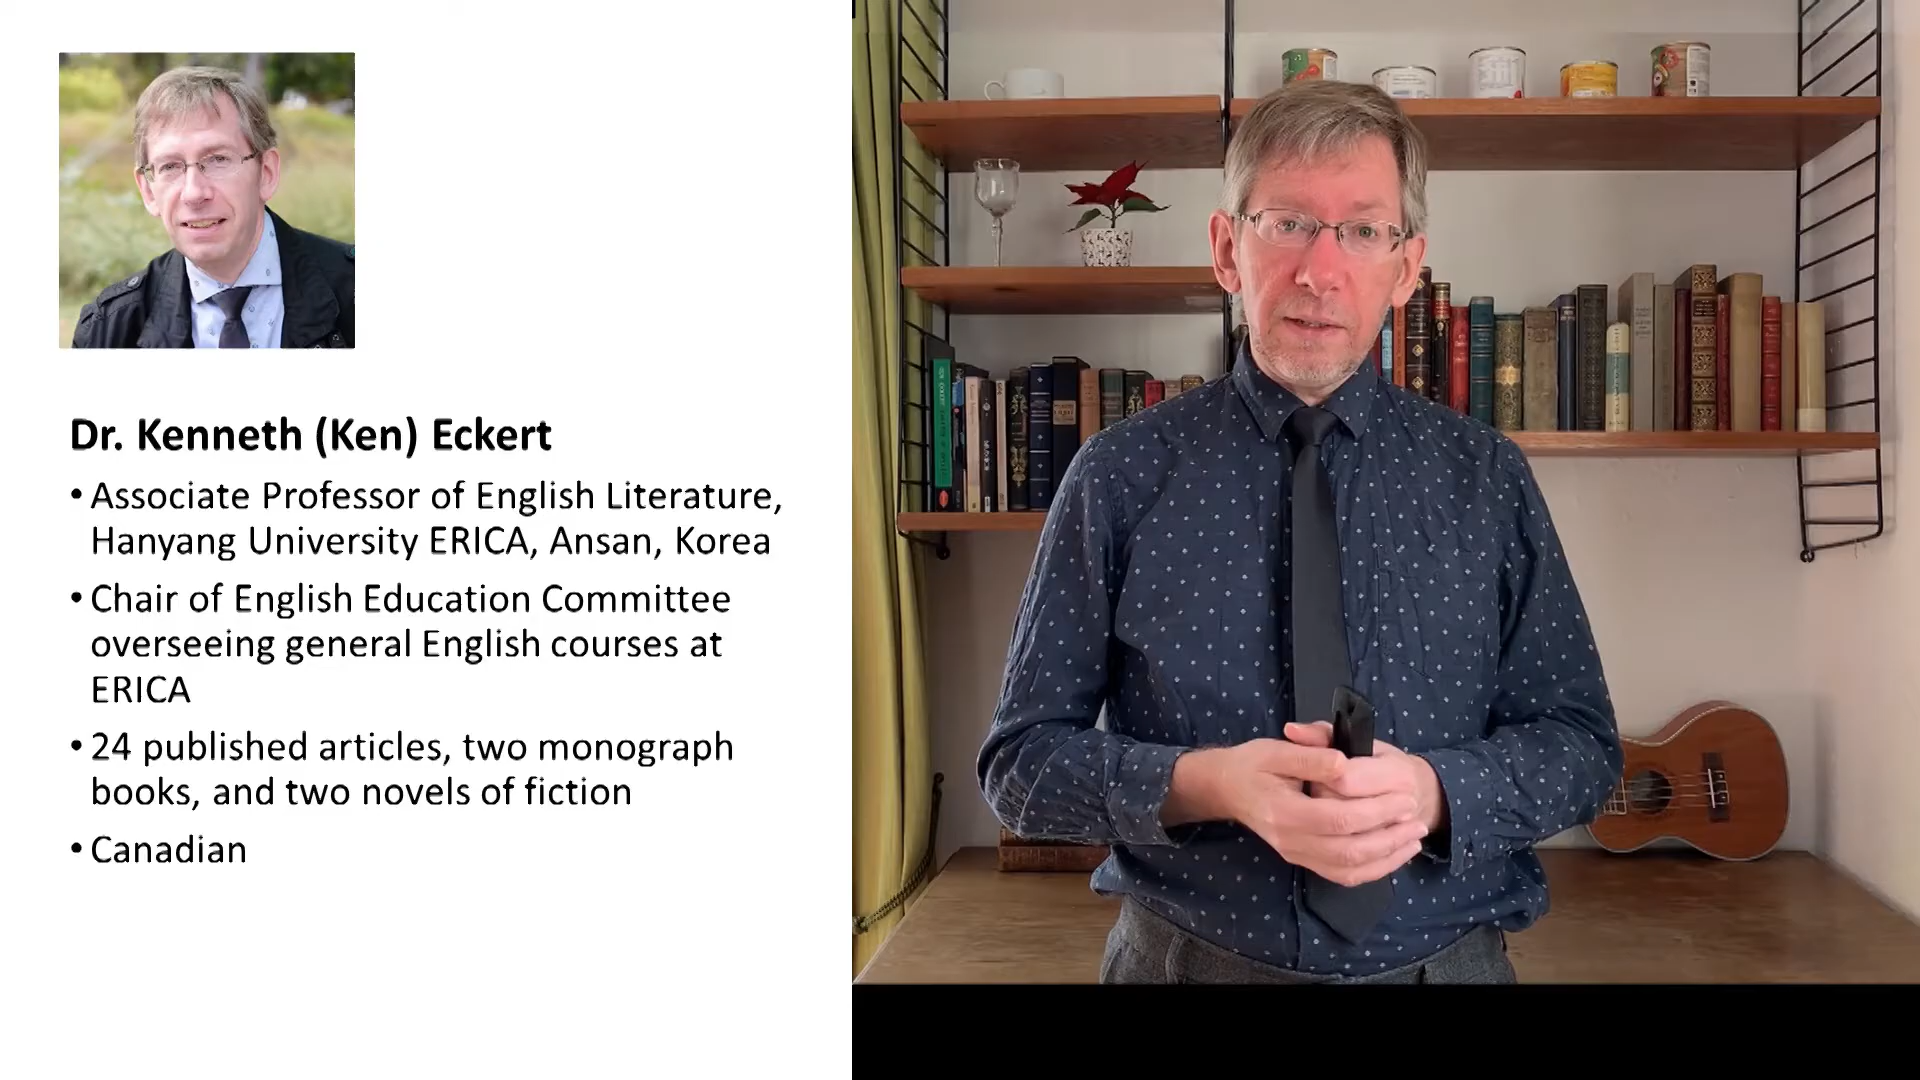 Dr. Kenneth (Ken) Eckert
• Associate Professor of English Literature,
Hanyang University ERICA, Ansan, Korea
• Chair of English Education Committee
overseeing general English courses at
ERICA
• 24 published articles, two monograph
books, and two novels of fiction
• Canadian